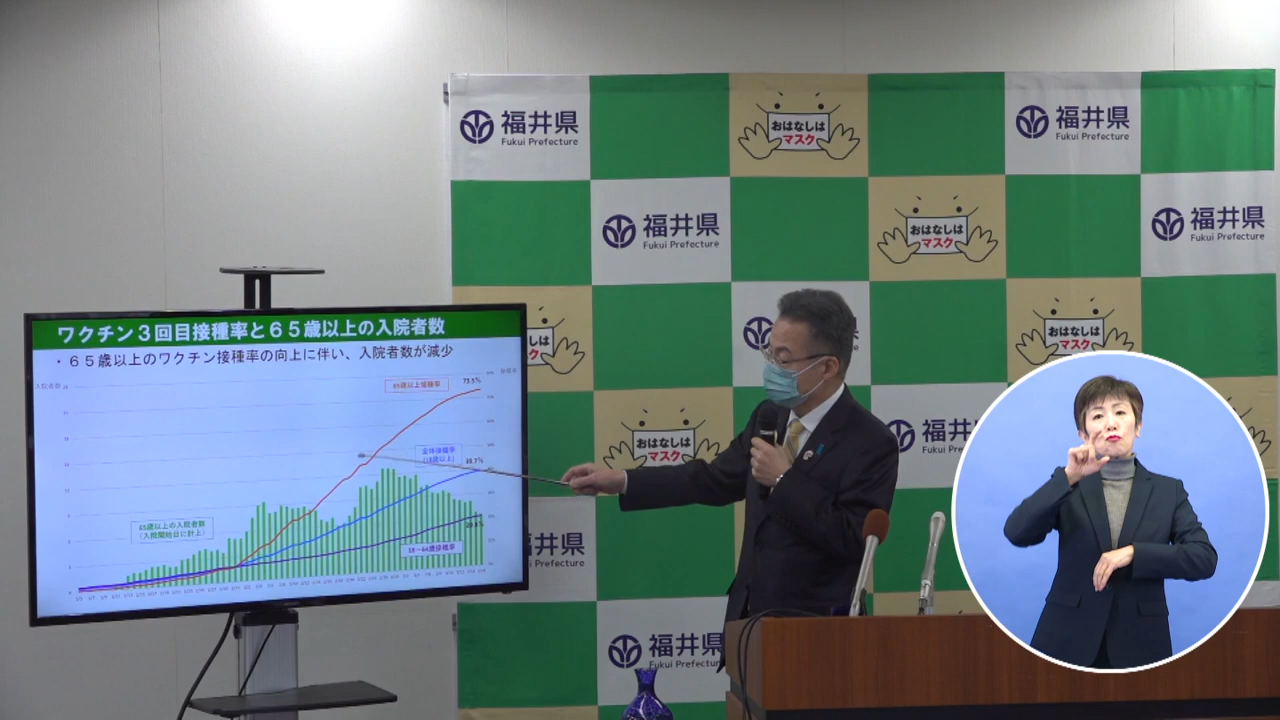 福井県
Fukui Prefecture
おはなしは
マスク
福井県
Fukui Prefecture
福井県
Fukui Prefecture
おはなしは
マスク
福井県
Fukui Prefecture
おはなしは
マスク
おはなしは
マスク
福井県
Fukui Prefecture
福井県
Fukui Prefecture
ワクチン3回目接種率と65歳以上の入院者数
・65歳以上のワクチン接種率の向上に伴い、入院者数が減少
入院者数
接種率
65歳以上接種率
73.5%
全体接種率
(18歳以上)
65歳以上の入院者数
(入院開始日に計上)
18~64歳接種率